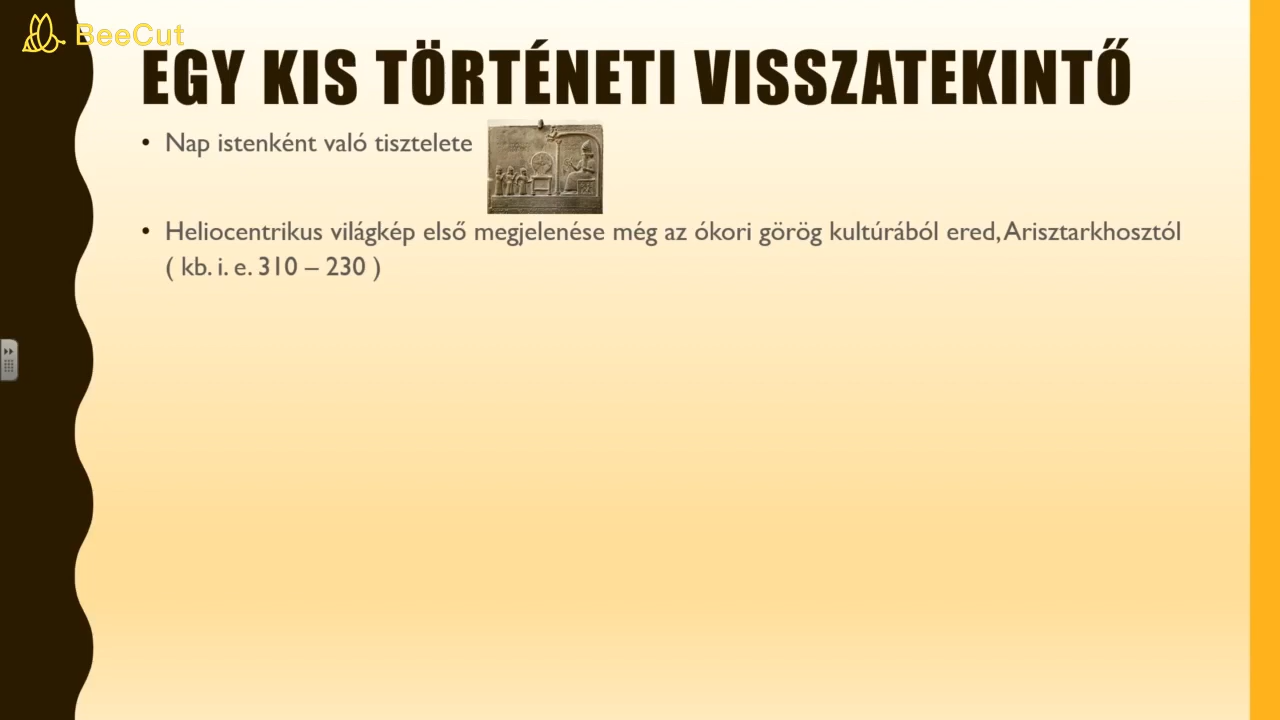 BeeCut
EGY KIS TÖRTÉNETI VISSZATEKINTŐ
• Nap istenként való tisztelete
• Heliocentrikus világkép első megjelenése még az ókori görög kultúrából ered, Arisztarkhosztól
( kb. i. e. 310 – 230 )